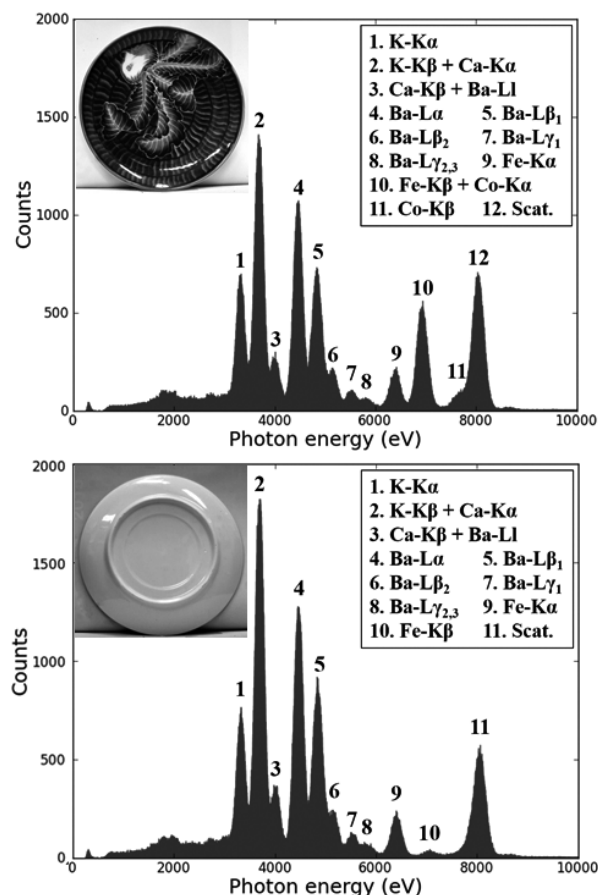 2000
1500
1000
500
0
0
2000
4000
6000
8000
10000
Counts
Photon energy (eV)
1
2
3
4
5
6
7
8
9
10
11
12
1. K-Kα
2. K-Kβ + Ca-Kα
3. Ca-Kβ + Ba-Ll
4. Ba-Lα 5. Ba-Lβ₁
6. Ba-Lβ₂ 7. Ba-Lγ₁
8. Ba-Lγ₂,₃ 9. Fe-Kα
10. Fe-Kβ + Co-Kα
11. Co-Kβ 12. Scat.
2000
1500
1000
500
0
0
2000
4000
6000
8000
10000
Counts
Photon energy (eV)
1
2
3
4
5
6
7
8
9
10
11
1. K-Kα
2. K-Kβ + Ca-Kα
3. Ca-Kβ + Ba-Ll
4. Ba-Lα 5. Ba-Lβ₁
6. Ba-Lβ₂ 7. Ba-Lγ₁
8. Ba-Lγ₂,₃ 9. Fe-Kα
10. Fe-Kβ 11. Scat.